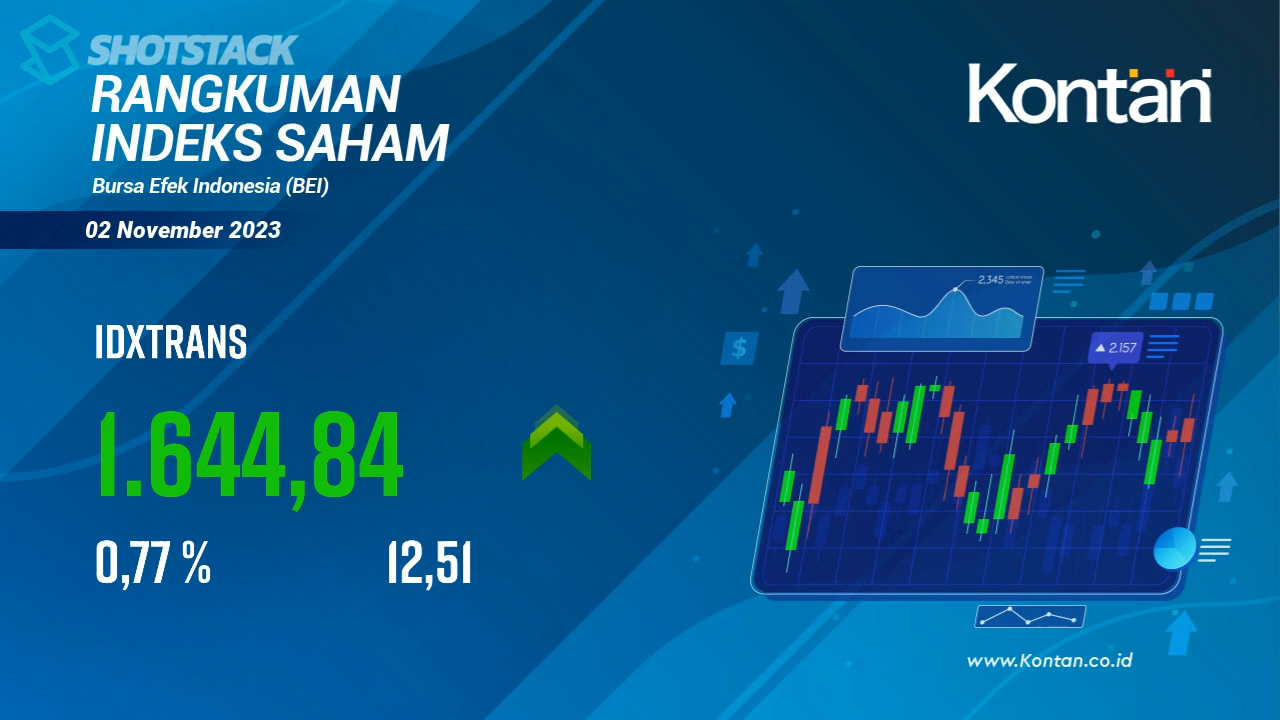 SHOTSTACK
RANGKUMAN
INDEKS SAHAM
Bursa Efek Indonesia (BEI)
02 November 2023
Kontan
IDXTRANS
1.644,84
0,77 %
12,51
2,345
$
2.157
www.Kontan.co.id